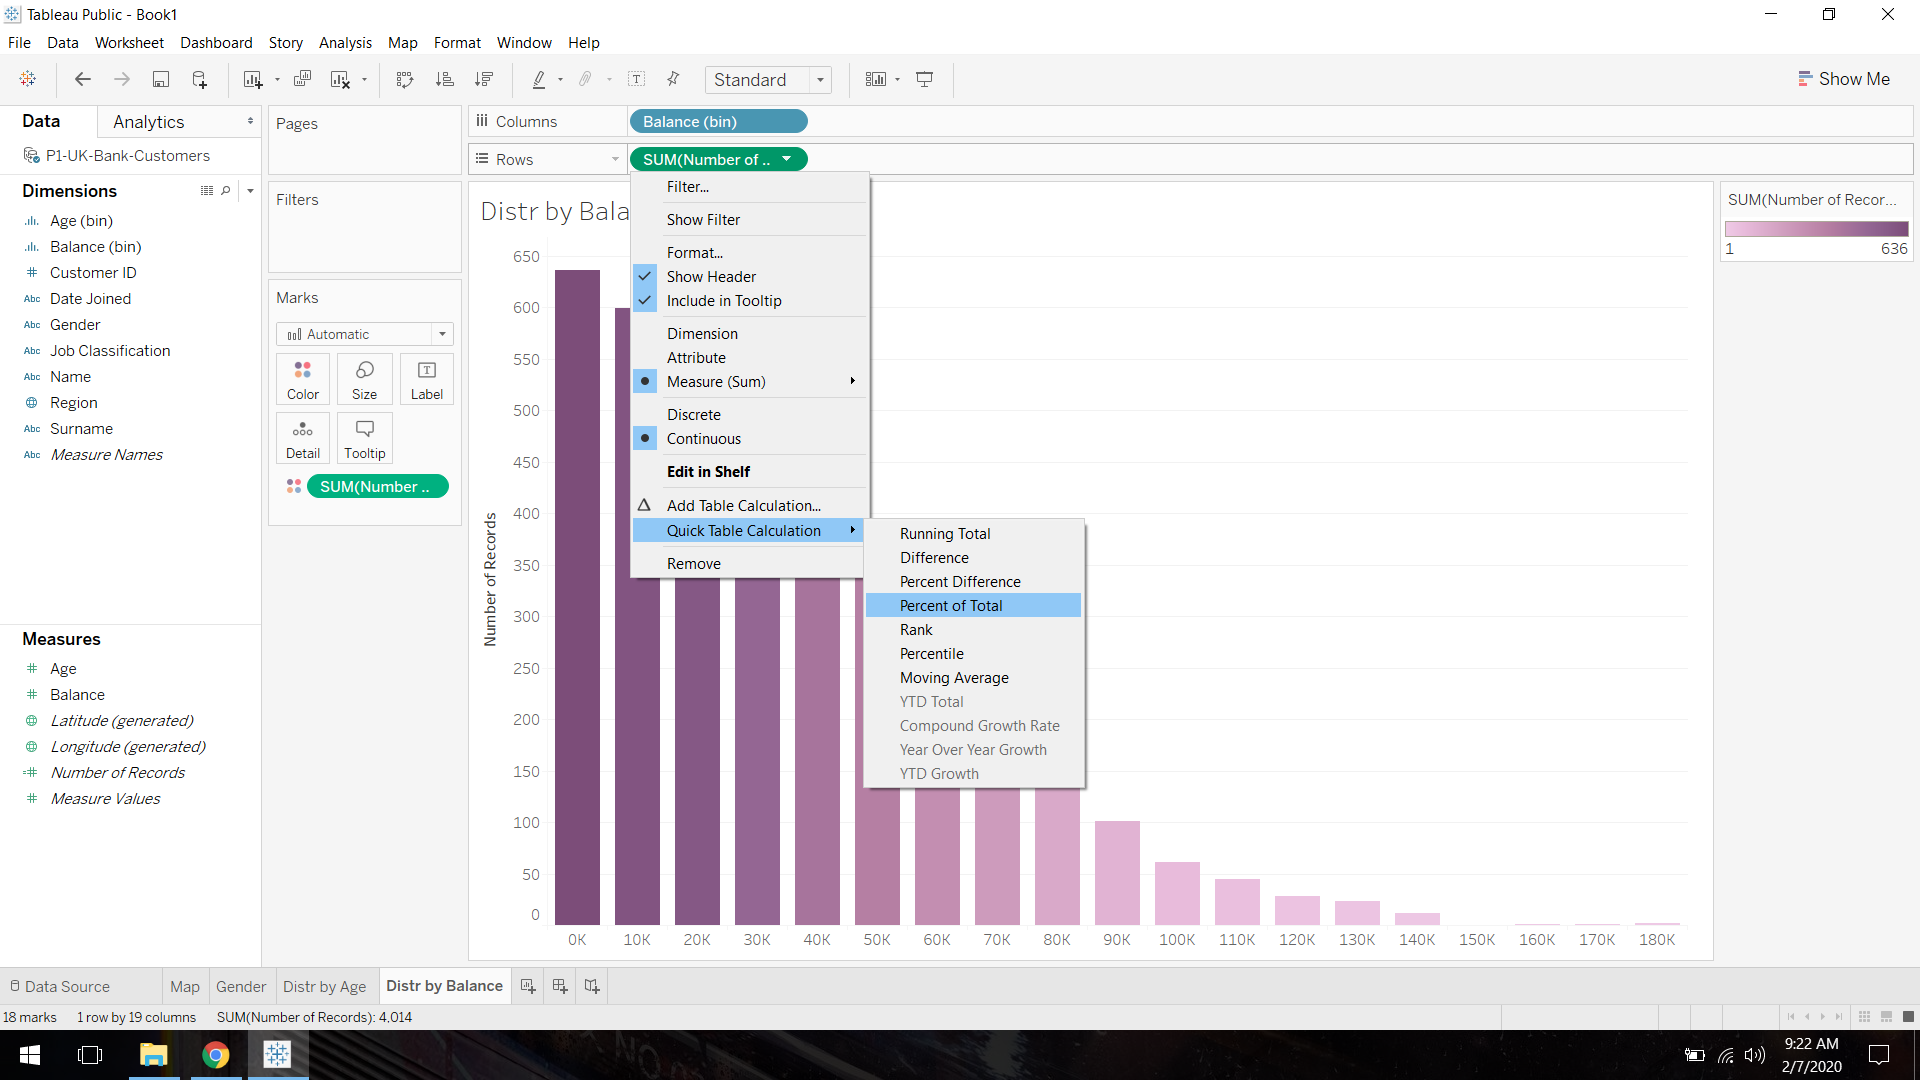 Tableau Public - Book1
File Data Worksheet Dashboard Story Analysis Map Format Window Help
Standard
Show Me
Data
Analytics
P1-UK-Bank-Customers
Dimensions
Age (bin)
Balance (bin)
Customer ID
Abc Date Joined
Abc Gender
Abc Job Classification
Abc Name
Region
Abc Surname
Abc Measure Names
Measures
Age
Balance
Latitude (generated)
Longitude (generated)
Number of Records
Measure Values
Pages
Filters
Marks
Automatic
Color
Size
Label
Detail
Tooltip
SUM(Number ..
Columns
Balance (bin)
Rows
SUM(Number of ..
Distr by Bala
Filter...
Show Filter
Format...
Show Header
Include in Tooltip
Dimension
Attribute
Measure (Sum)
Discrete
Continuous
Edit in Shelf
Add Table Calculation...
Quick Table Calculation
Remove
Running Total
Difference
Percent Difference
Percent of Total
Rank
Percentile
Moving Average
YTD Total
Compound Growth Rate
Year Over Year Growth
YTD Growth
Number of Records
650
600
550
500
450
400
350
300
250
200
150
100
50
0
0K 10K 20K 30K 40K 50K 60K 70K 80K 90K 100K 110K 120K 130K 140K 150K 160K 170K 180K
SUM(Number of Recor...
1 636
Data Source
Map
Gender
Distr by Age
Distr by Balance
18 marks 1 row by 19 columns SUM(Number of Records): 4,014
9:22 AM
2/7/2020